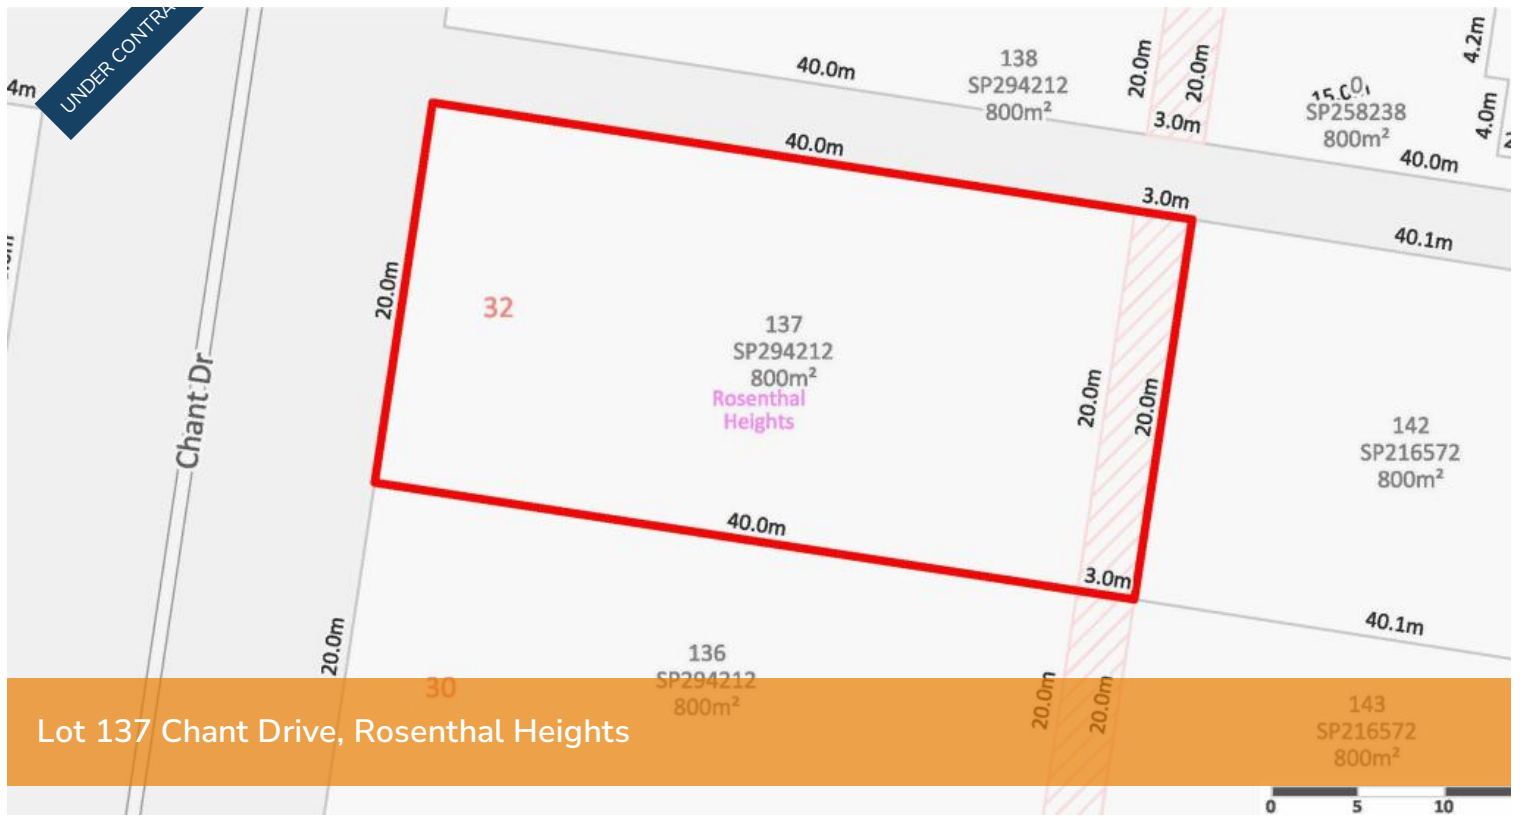 UNDER CONTRA
4m
40.0m
138
SP294212
800m²
20.0m
20.0m
3.0m
SP258238
800m²
4.2m
4.0m
40.0m
40.0m
3.0m
40.1m
20.0m
32
137
SP294212
800m²
Rosenthal
Heights
20.0m
20.0m
Chant Dr
142
SP216572
800m²
40.0m
3.0m
40.1m
20.0m
136
SP294212
800m²
30
20.0m
20.0m
143
SP216572
800m²
Lot 137 Chant Drive, Rosenthal Heights
0 5 10